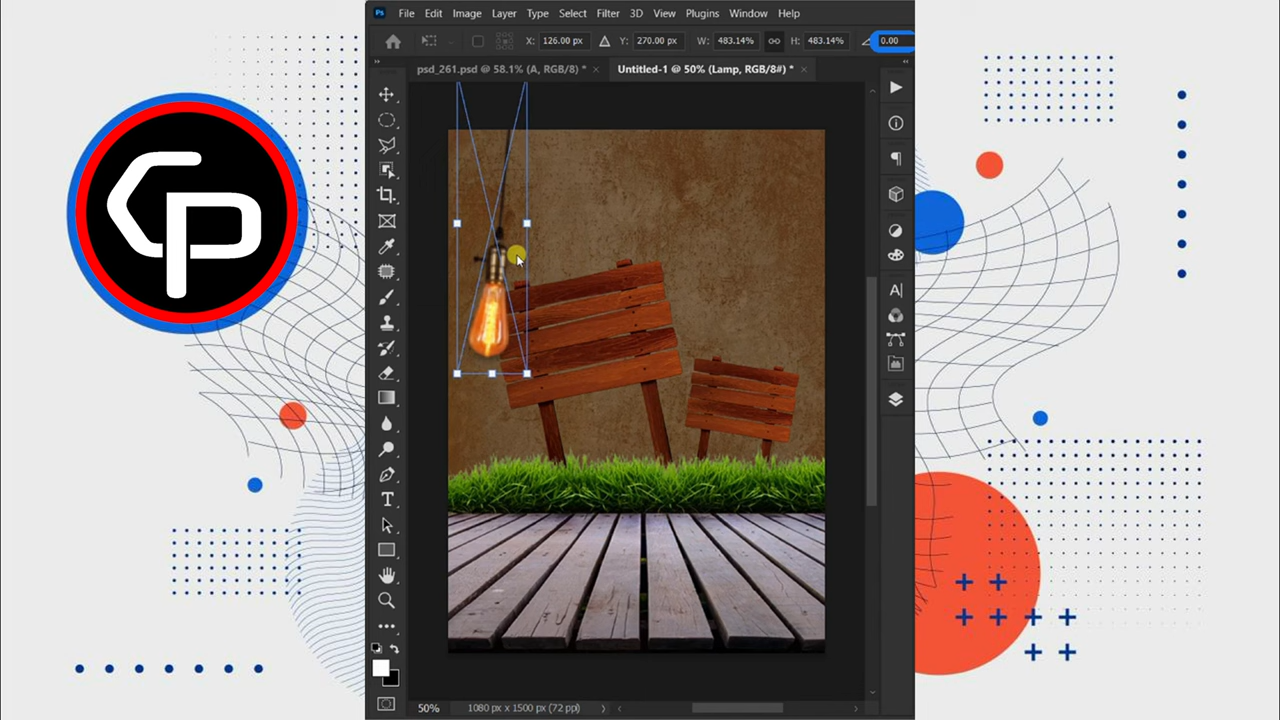 CP
Ps File Edit Image Layer Type Select Filter 3D View Plugins Window Help
X: 126.00 px Y: 270.00 px W: 483.14% H: 483.14% 0.00
psd_261.psd @ 58.1% (A, RGB/8) * × Untitled-1 @ 50% (Lamp, RGB/8#) * ×
A|
T
50% 1080 px x 1500 px (72 ppi)